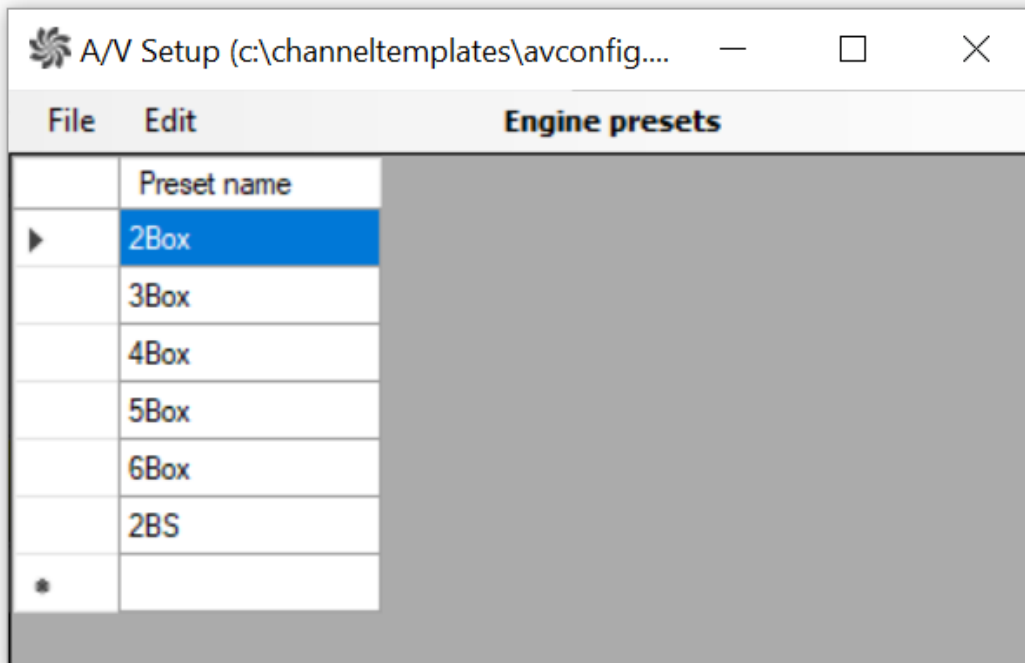 A/V Setup (c:\channeltemplates\avconfig....
File Edit Engine presets
Preset name
2Box
3Box
4Box
5Box
6Box
2BS